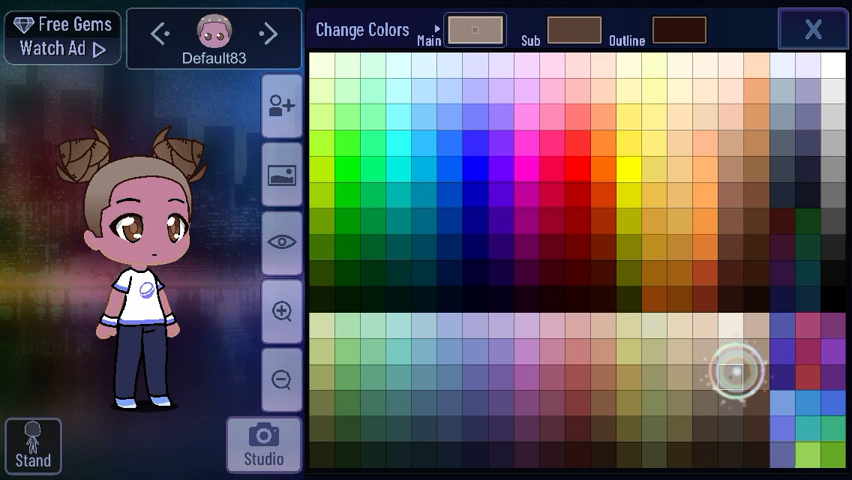 Free Gems
Watch Ad
Default83
Change Colors
Main
Sub
Outline
X
Stand
Studio